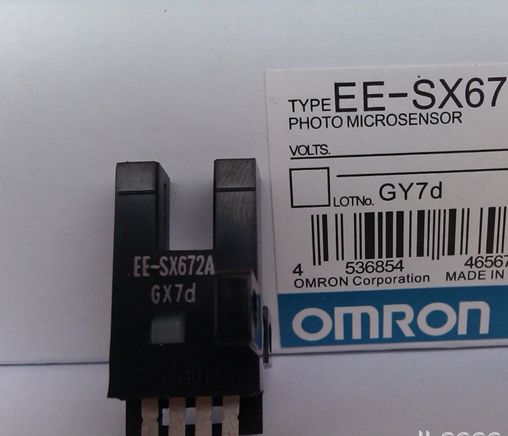 TYPE EE-SX67
PHOTO MICROSENSOR
VOLTS.
LOTNo. GY7d
4 536854 46567
OMRON Corporation MADE IN
OMRON
EE-SX672A
GX7d